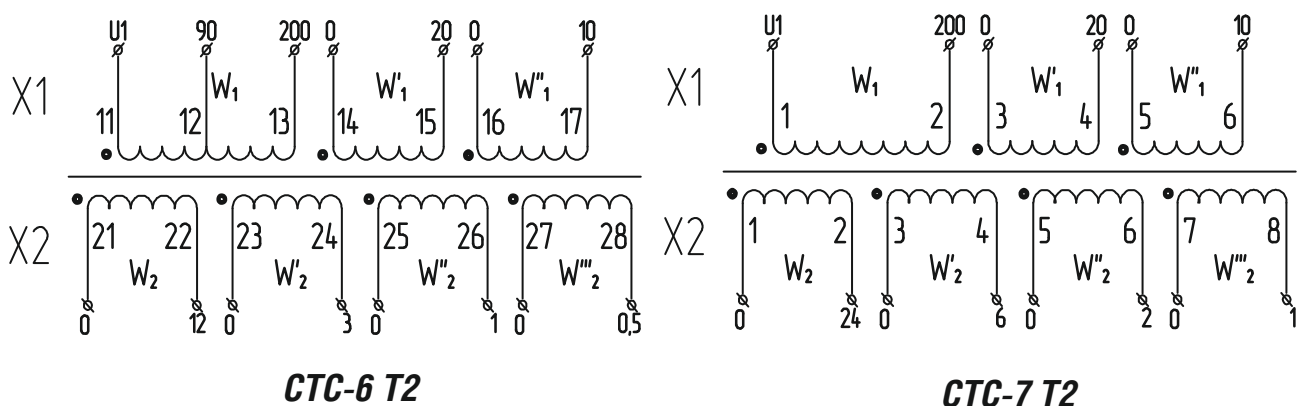 U1 90 200 0 20 0 10
X1 W₁ W'₁ W"₁
11 12 13 14 15 16 17
21 22 23 24 25 26 27 28
X2 W₂ W'₂ W"₂ W'"₂
0 12 0 3 0 1 0 0,5
СТС-6 Т2
U1 200 0 20 0 10
X1 W₁ W'₁ W"₁
1 2 3 4 5 6
1 2 3 4 5 6 7 8
X2 W₂ W'₂ W"₂ W'"₂
0 24 0 6 0 2 0 1
СТС-7 Т2